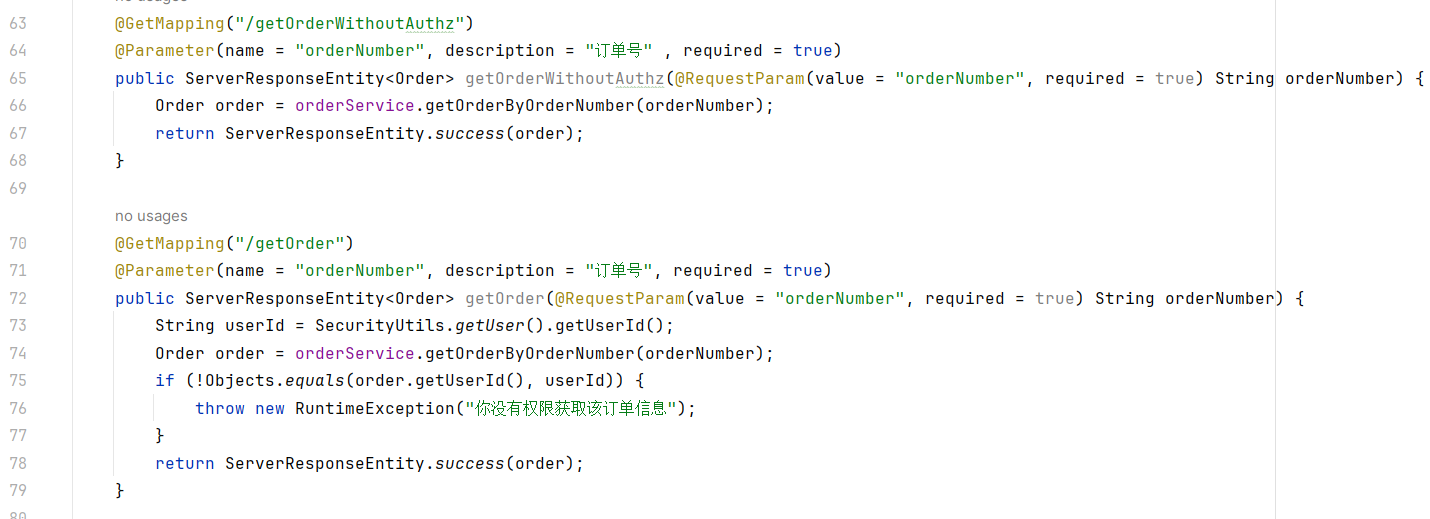 no usages
63 @GetMapping("/getOrderWithoutAuthz")
64 @Parameter(name = "orderNumber", description = "订单号" , required = true)
65 public ServerResponseEntity<Order> getOrderWithoutAuthz(@RequestParam(value = "orderNumber", required = true) String orderNumber) {
66 Order order = orderService.getOrderByOrderNumber(orderNumber);
67 return ServerResponseEntity.success(order);
68 }
69
no usages
70 @GetMapping("/getOrder")
71 @Parameter(name = "orderNumber", description = "订单号", required = true)
72 public ServerResponseEntity<Order> getOrder(@RequestParam(value = "orderNumber", required = true) String orderNumber) {
73 String userId = SecurityUtils.getUser().getUserId();
74 Order order = orderService.getOrderByOrderNumber(orderNumber);
75 if (!Objects.equals(order.getUserId(), userId)) {
76 throw new RuntimeException("你没有权限获取该订单信息");
77 }
78 return ServerResponseEntity.success(order);
79 }
80